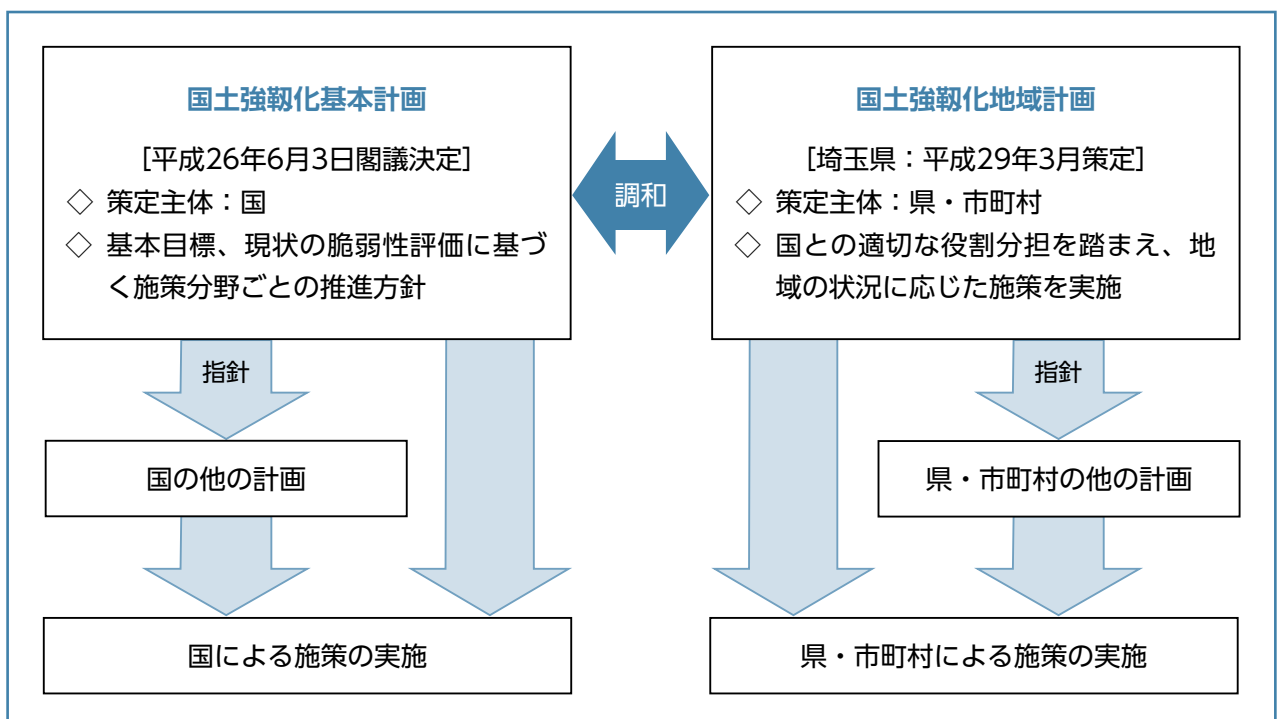 国土強靱化基本計画
［平成26年6月3日閣議決定］
◇ 策定主体：国
◇ 基本目標、現状の脆弱性評価に基づ
く施策分野ごとの推進方針
調和
国土強靱化地域計画
［埼玉県：平成29年3月策定］
◇ 策定主体：県・市町村
◇ 国との適切な役割分担を踏まえ、地
域の状況に応じた施策を実施
指針
国の他の計画
国による施策の実施
指針
県・市町村の他の計画
県・市町村による施策の実施